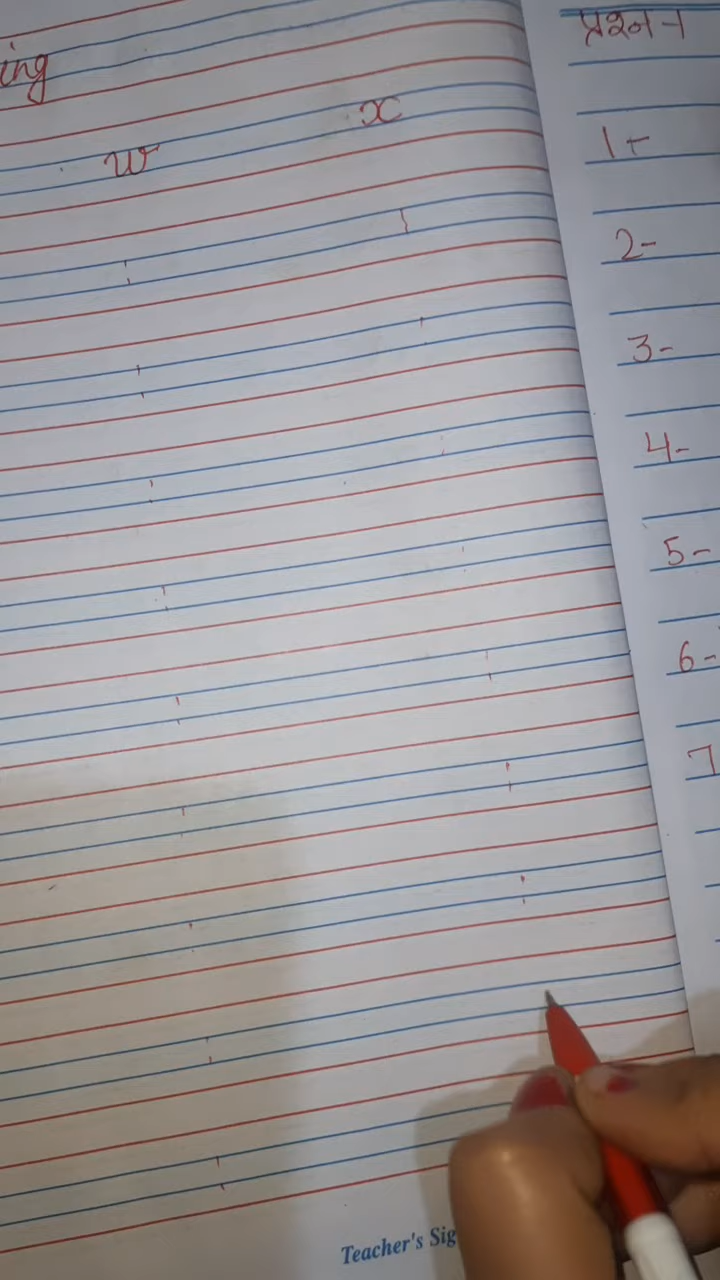 ing
w x
प्रश्न-1
1-
2-
3-
4-
5-
6-
7
Teacher's Sig